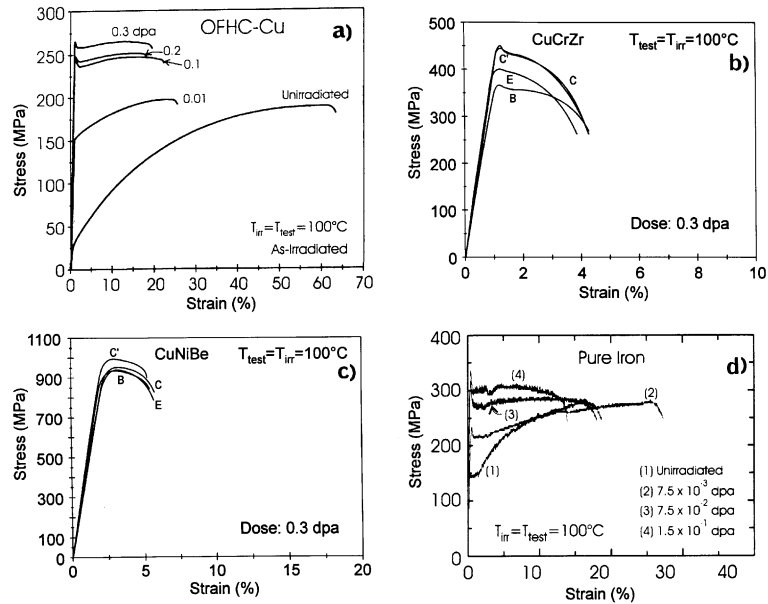 OFHC-Cu
a)
0.3 dpa
0.2
0.1
0.01
Unirradiated
Tirr=Ttest=100°C
As-Irradiated
Stress (MPa)
300
250
200
150
100
50
0
0 10 20 30 40 50 60 70
Strain (%)
CuCrZr
Ttest=Tirr=100°C
b)
C'
E
B
C
Dose: 0.3 dpa
Stress (MPa)
500
400
300
200
100
0
0 2 4 6 8 10
Strain (%)
CuNiBe
Ttest=Tirr=100°C
c)
C'
B
C
E
Dose: 0.3 dpa
Stress (MPa)
1100
900
700
500
300
100
0
0 5 10 15 20
Strain (%)
Pure Iron
d)
(4)
(2)
(3)
(1)
(1) Unirradiated
(2) 7.5 x 10-3 dpa
(3) 7.5 x 10-2 dpa
(4) 1.5 x 10-1 dpa
Tirr=Ttest=100°C
Stress (MPa)
400
300
200
100
0
0 10 20 30 40
Strain (%)